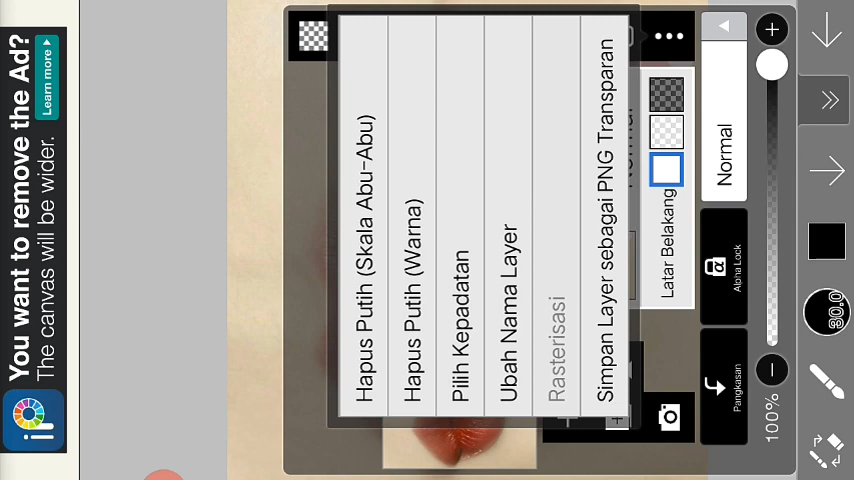 You want to remove the Ad?
The canvas will be wider.
Learn more
Hapus Putih (Skala Abu-Abu)
Hapus Putih (Warna)
Pilih Kepadatan
Ubah Nama Layer
Rasterisasi
Simpan Layer sebagai PNG Transparan
Normal
Latar Belakang
Normal
α
Alpha Lock
Pangkasan
100%
30.0